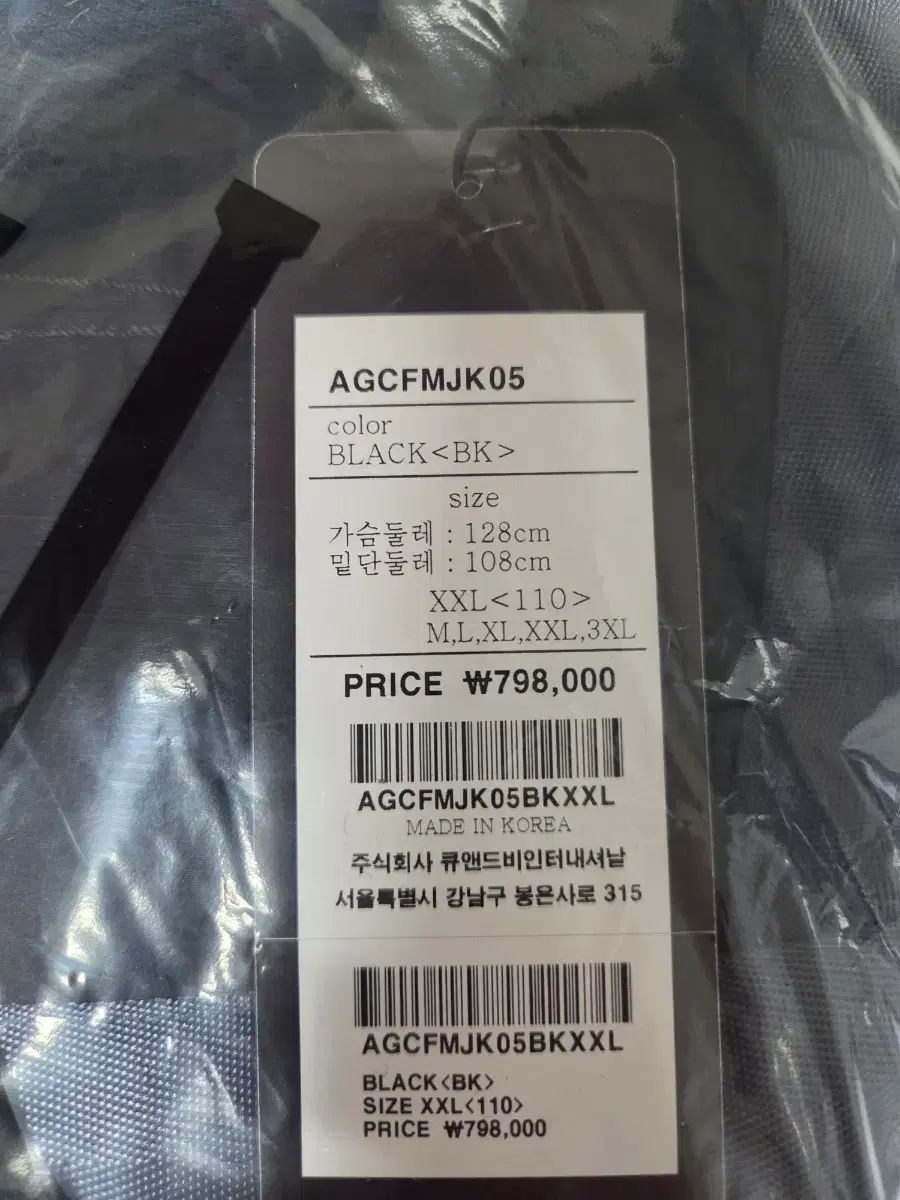 AGCFMJK05
color
BLACK<BK>
size
가슴둘레 : 128cm
밑단둘레 : 108cm
XXL<110>
M,L,XL,XXL,3XL
PRICE ₩798,000
AGCFMJK05BKXXL
MADE IN KOREA
주식회사 큐앤드비인터내셔날
서울특별시 강남구 봉은사로 315
AGCFMJK05BKXXL
BLACK<BK>
SIZE XXL<110>
PRICE ₩798,000